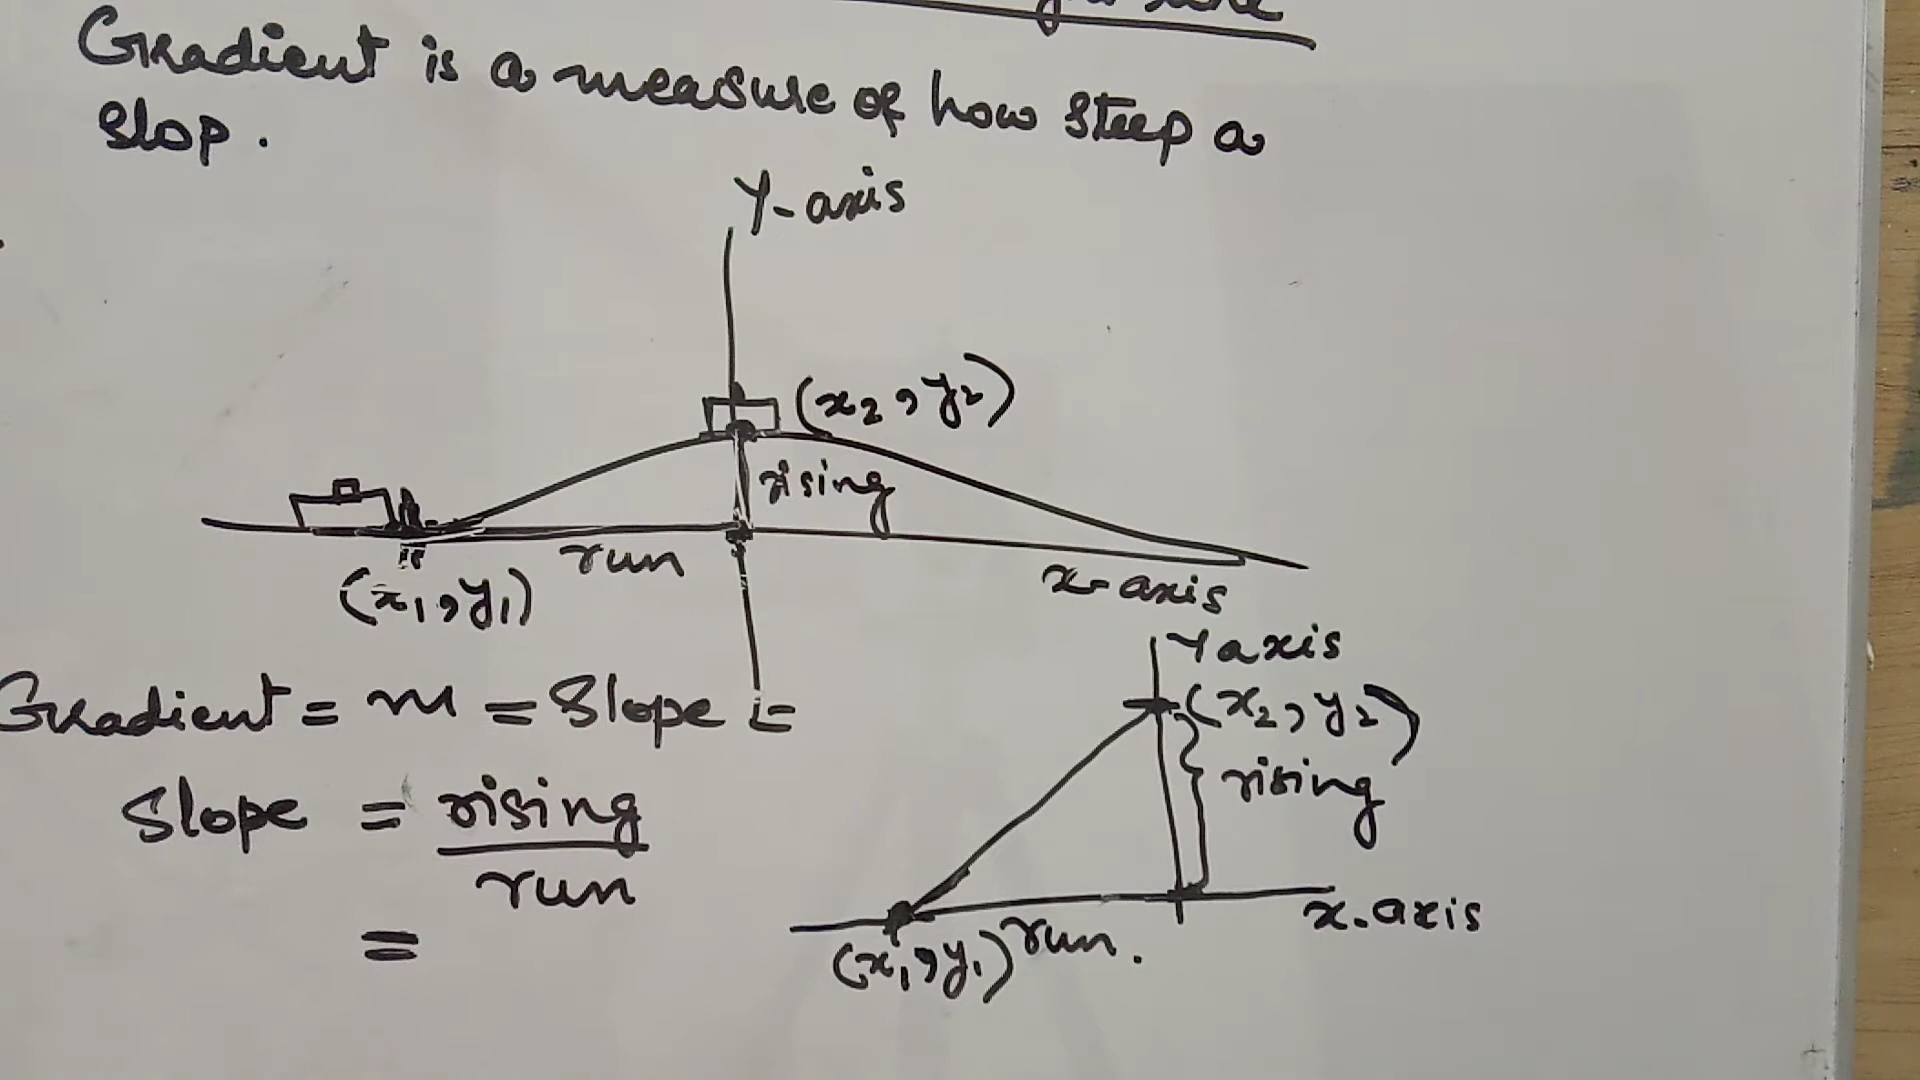 Gradient is a measure of how steep a
slop.
Y-axis
(x₂,y₂)
rising
run
(x₁,y₁)
x-axis
Gradient = m = Slope =
Slope = rising
run
=
Y axis
(x₂,y₂)
rising
x.axis
(x₁,y₁) run.